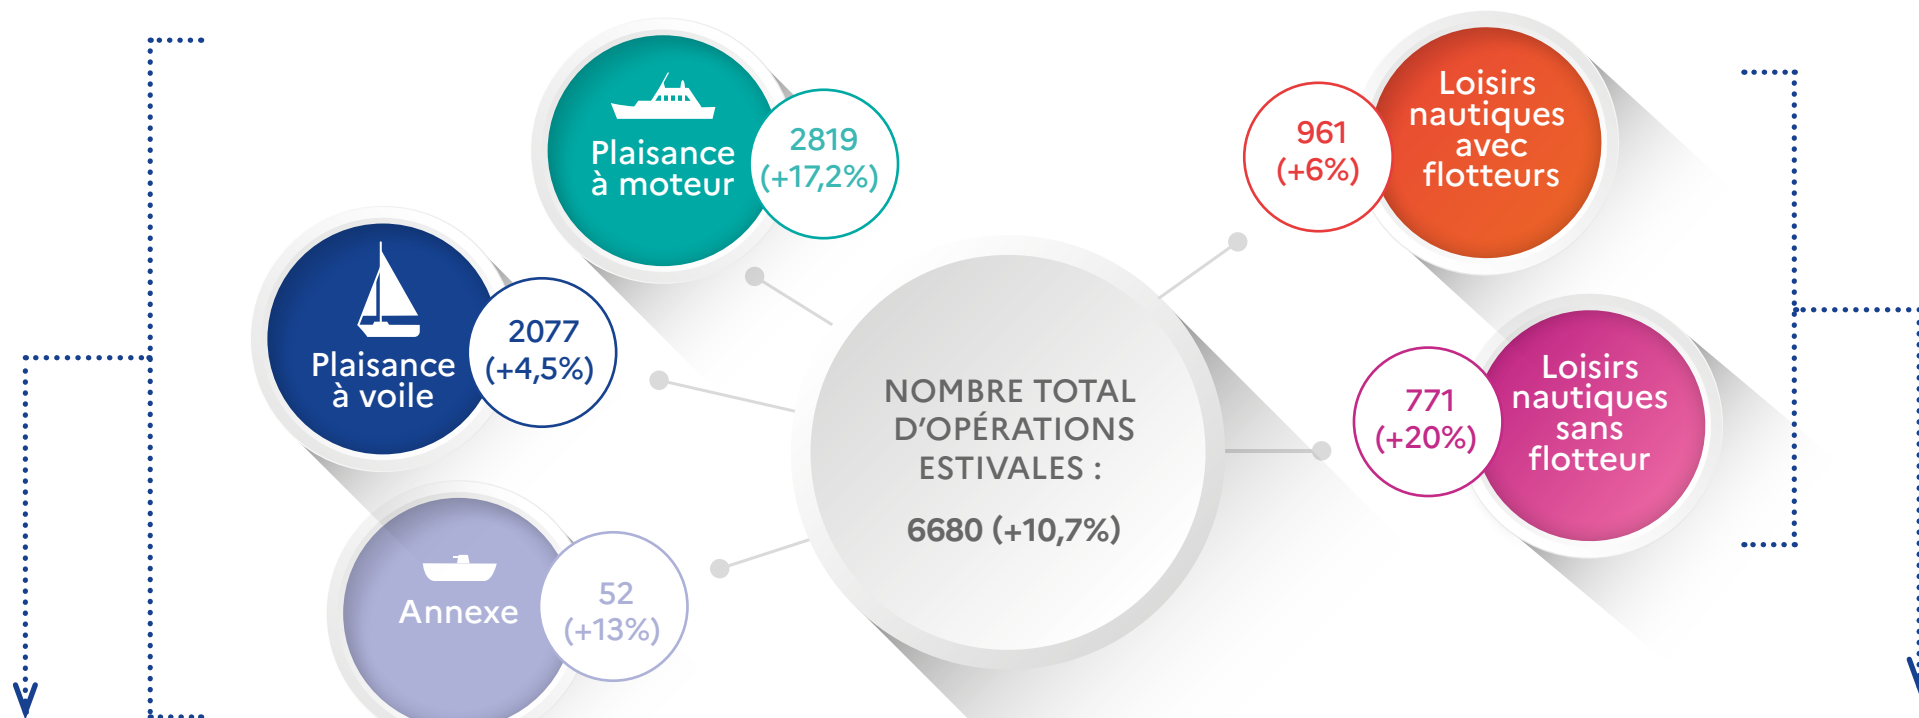 Plaisance
à moteur
2819
(+17,2%)
Plaisance
à voile
2077
(+4,5%)
Annexe
52
(+13%)
NOMBRE TOTAL
D’OPÉRATIONS
ESTIVALES :
6680 (+10,7%)
961
(+6%)
Loisirs
nautiques
avec
flotteurs
771
(+20%)
Loisirs
nautiques
sans
flotteur